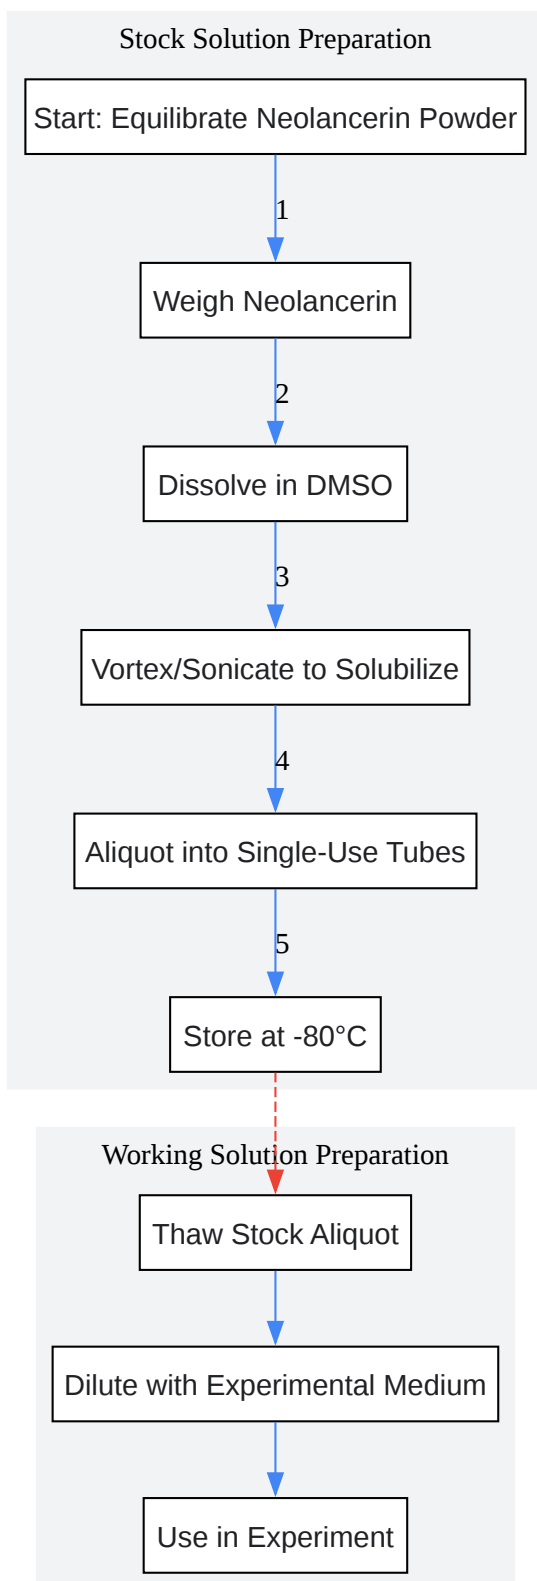 Stock Solution Preparation
Start: Equilibrate Neolancerin Powder
1
Weigh Neolancerin
2
Dissolve in DMSO
3
Vortex/Sonicate to Solubilize
4
Aliquot into Single-Use Tubes
5
Store at -80°C
Working Solution Preparation
Thaw Stock Aliquot
Dilute with Experimental Medium
Use in Experiment